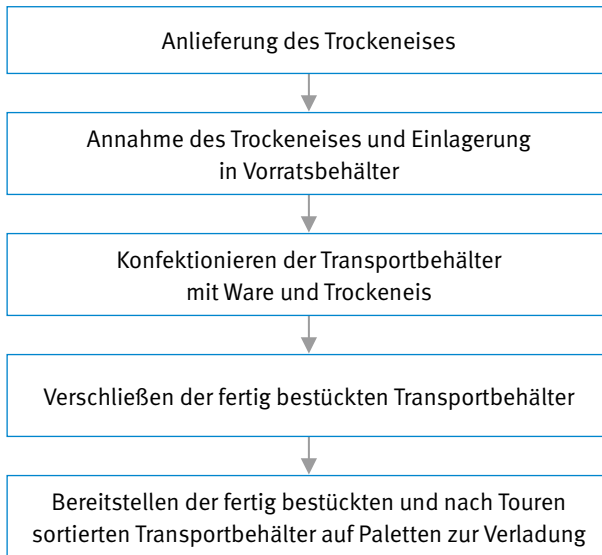 Anlieferung des Trockeneises
Annahme des Trockeneises und Einlagerung
in Vorratsbehälter
Konfektionieren der Transportbehälter
mit Ware und Trockeneis
Verschließen der fertig bestückten Transportbehälter
Bereitstellen der fertig bestückten und nach Touren
sortierten Transportbehälter auf Paletten zur Verladung